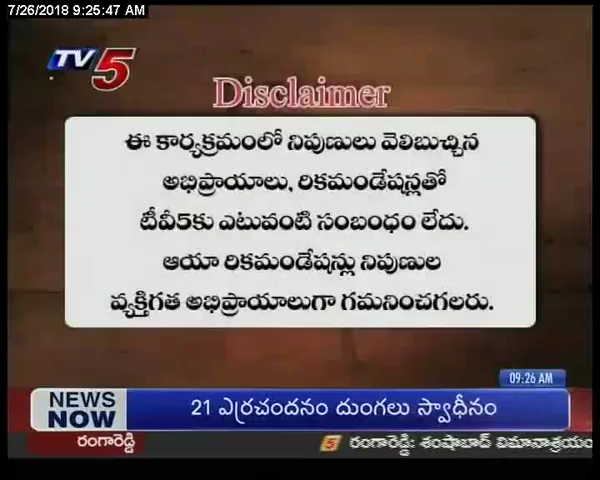 7/26/2018 9:25:47 AM
TV5
Disclaimer
ఈ కార్యక్రమంలో నిపుణులు వెలిబుచ్చిన
అభిప్రాయాలు, రికమండేషన్లతో
టీవీ5కు ఎటువంటి సంబంధం లేదు.
ఆయా రికమండేషన్లు నిపుణుల
వ్యక్తిగత అభిప్రాయాలుగా గమనించగలరు.
09:26 AM
NEWS
NOW
21 ఎర్రచందనం దుంగలు స్వాధీనం
రంగారెడ్డి
5 రంగారెడ్డి: శంషాబాద్ విమానాశ్రయం